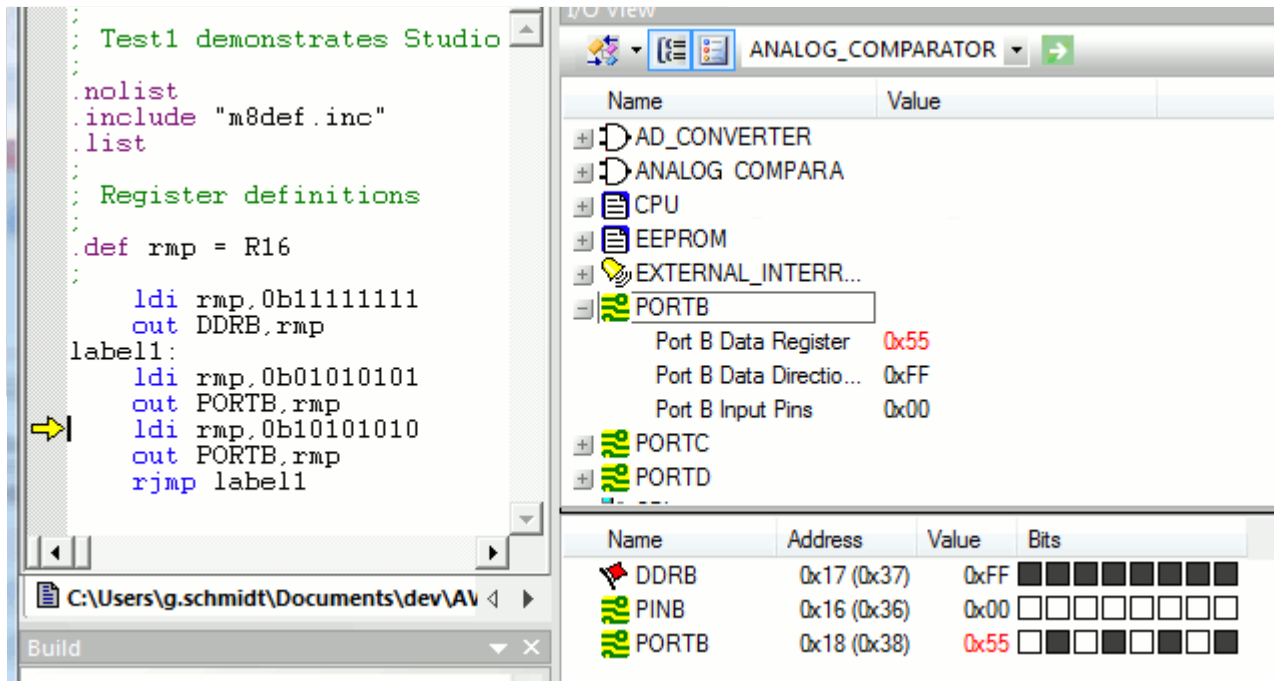 ;
; Test1 demonstrates Studio
;
.nolist
.include "m8def.inc"
.list
;
; Register definitions
;
.def rmp = R16
;
ldi rmp,0b11111111
out DDRB,rmp
label1:
ldi rmp,0b01010101
out PORTB,rmp
ldi rmp,0b10101010
out PORTB,rmp
rjmp label1
C:\Users\g.schmidt\Documents\dev\AV
Build
I/O View
ANALOG_COMPARATOR
Name Value
AD_CONVERTER
ANALOG COMPARA
CPU
EEPROM
EXTERNAL_INTERR...
PORTB
Port B Data Register 0x55
Port B Data Directio... 0xFF
Port B Input Pins 0x00
PORTC
PORTD
Name Address Value Bits
DDRB 0x17 (0x37) 0xFF
PINB 0x16 (0x36) 0x00
PORTB 0x18 (0x38) 0x55